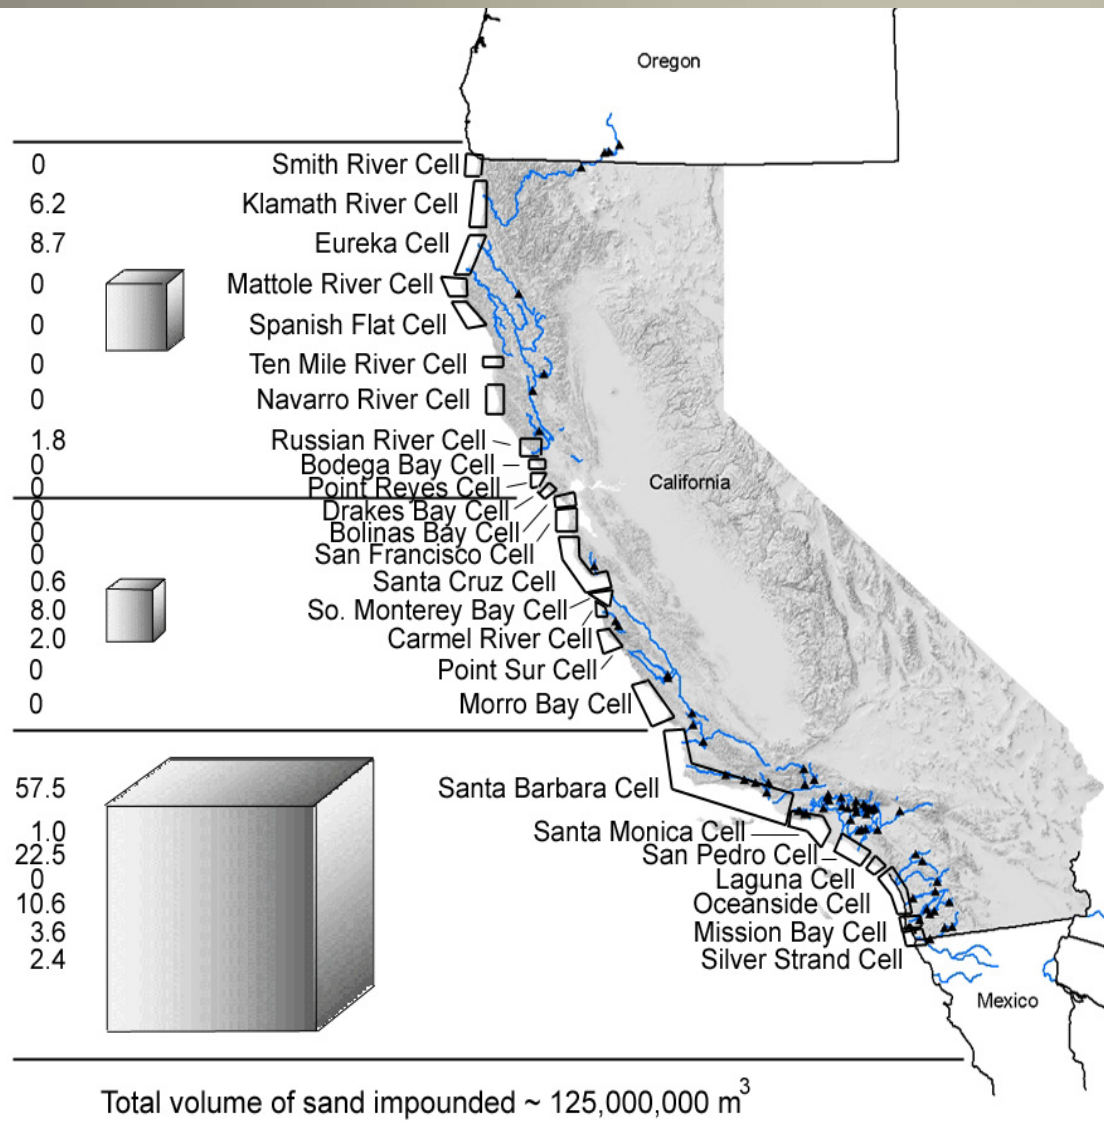 Oregon
0 Smith River Cell
6.2 Klamath River Cell
8.7 Eureka Cell
0 Mattole River Cell
0 Spanish Flat Cell
0 Ten Mile River Cell
0 Navarro River Cell
1.8 Russian River Cell
0 Bodega Bay Cell
0 Point Reyes Cell
California
0 Drakes Bay Cell
0 Bolinas Bay Cell
0 San Francisco Cell
0.6 Santa Cruz Cell
8.0 So. Monterey Bay Cell
2.0 Carmel River Cell
0 Point Sur Cell
0 Morro Bay Cell
57.5 Santa Barbara Cell
1.0 Santa Monica Cell
22.5 San Pedro Cell
0 Laguna Cell
10.6 Oceanside Cell
3.6 Mission Bay Cell
2.4 Silver Strand Cell
Mexico
Total volume of sand impounded ~ 125,000,000 m³